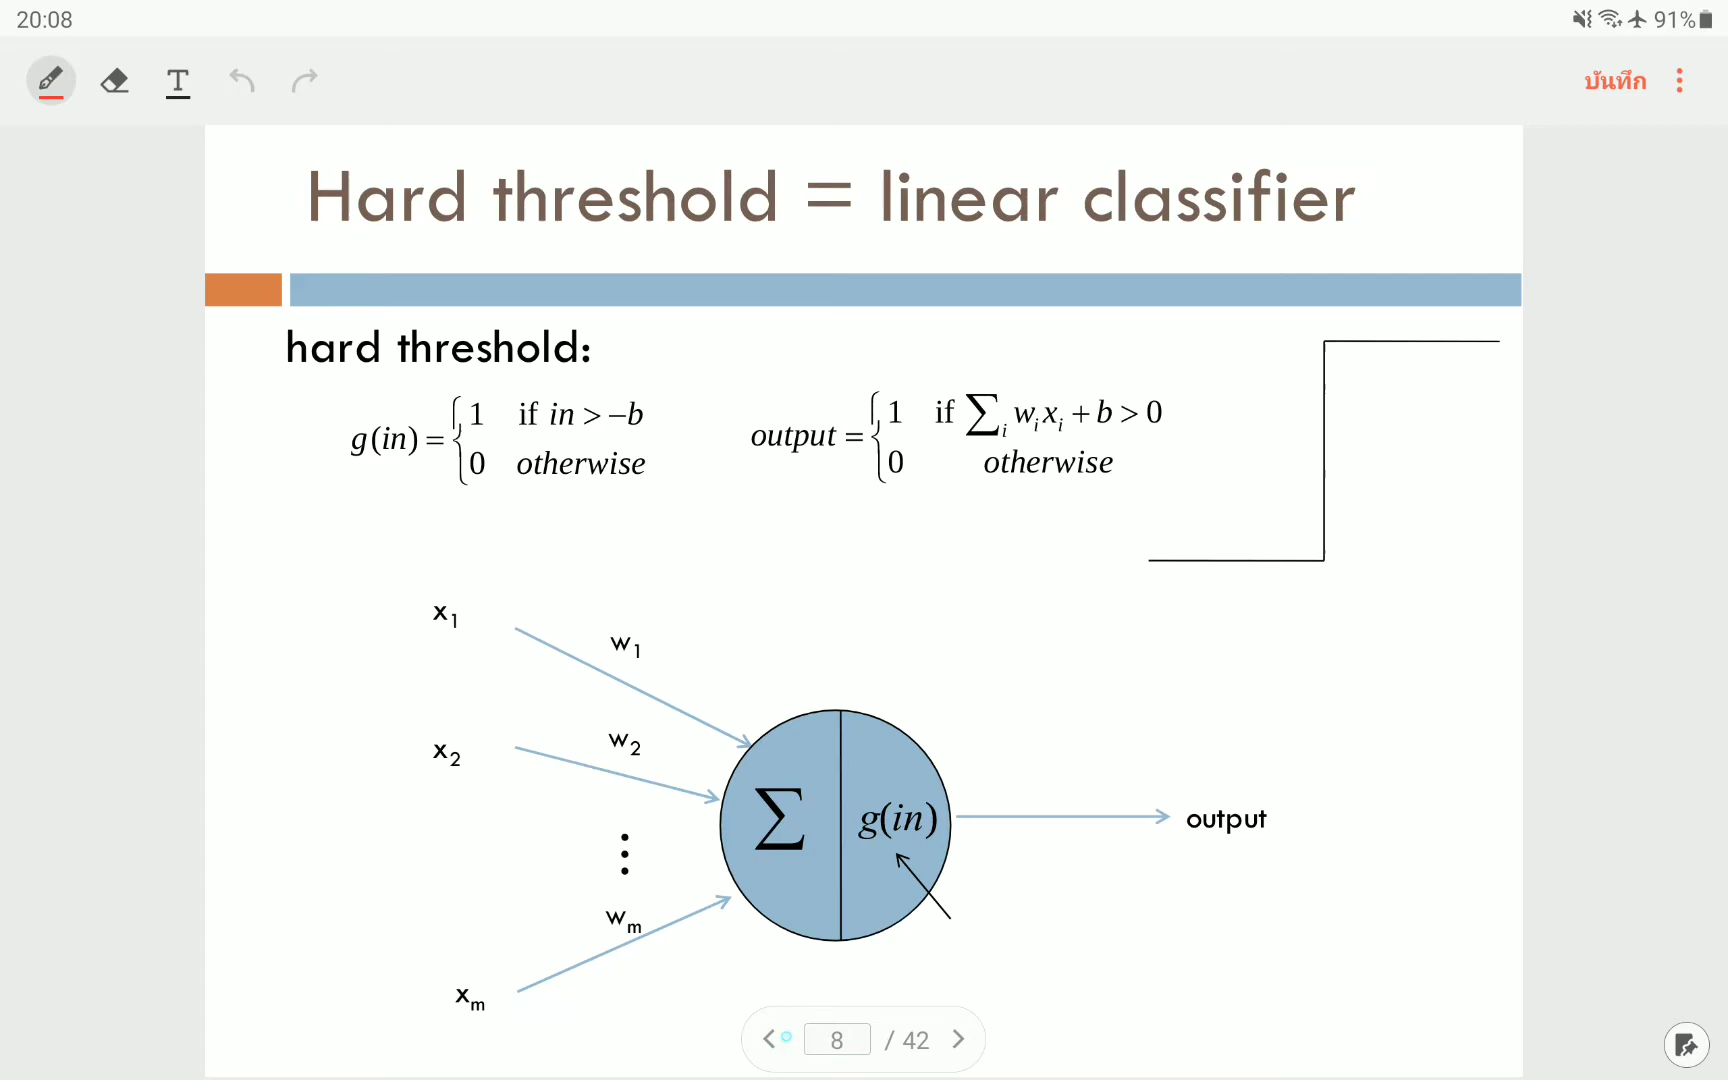 20:08
91%
T
บันทึก
Hard threshold = linear classifier
hard threshold:
g(in) = { 1 if in > −b
0 otherwise
output = { 1 if ∑i wixi + b > 0
0 otherwise
x1
w1
x2
w2
⋮
∑
g(in)
output
wm
xm
8 / 42